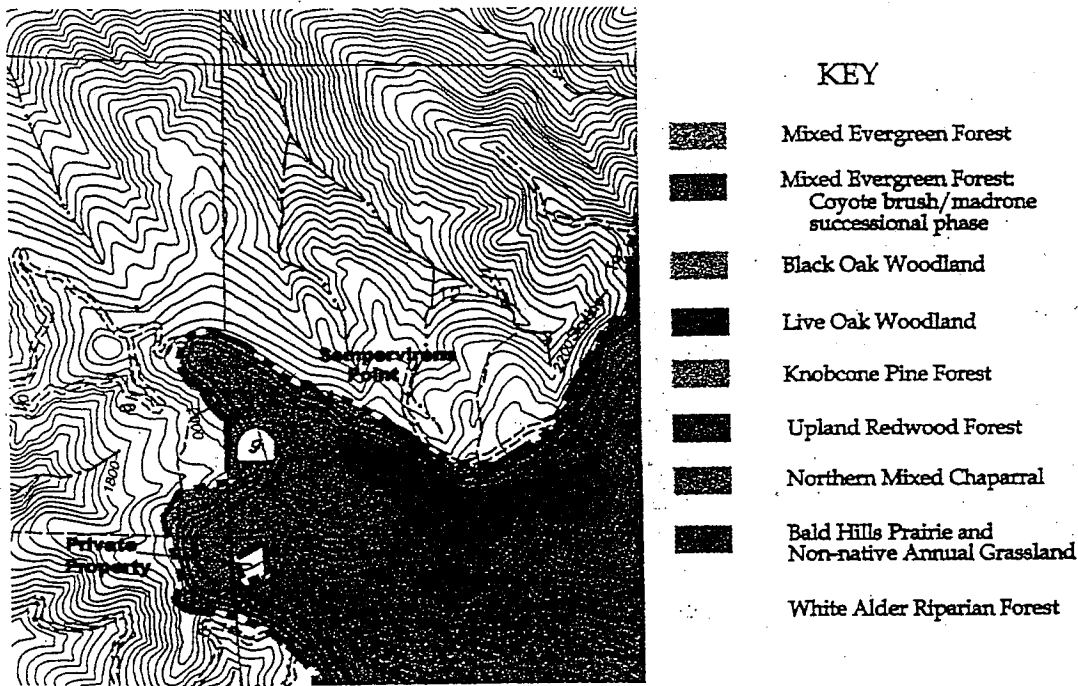 KEY
Mixed Evergreen Forest
Mixed Evergreen Forest:
Coyote brush/madrone
successional phase
Black Oak Woodland
Live Oak Woodland
Knobcone Pine Forest
Upland Redwood Forest
Northern Mixed Chaparral
Bald Hills Prairie and
Non-native Annual Grassland
White Alder Riparian Forest
Sempervirens
Point
2200
1800
Private
Property